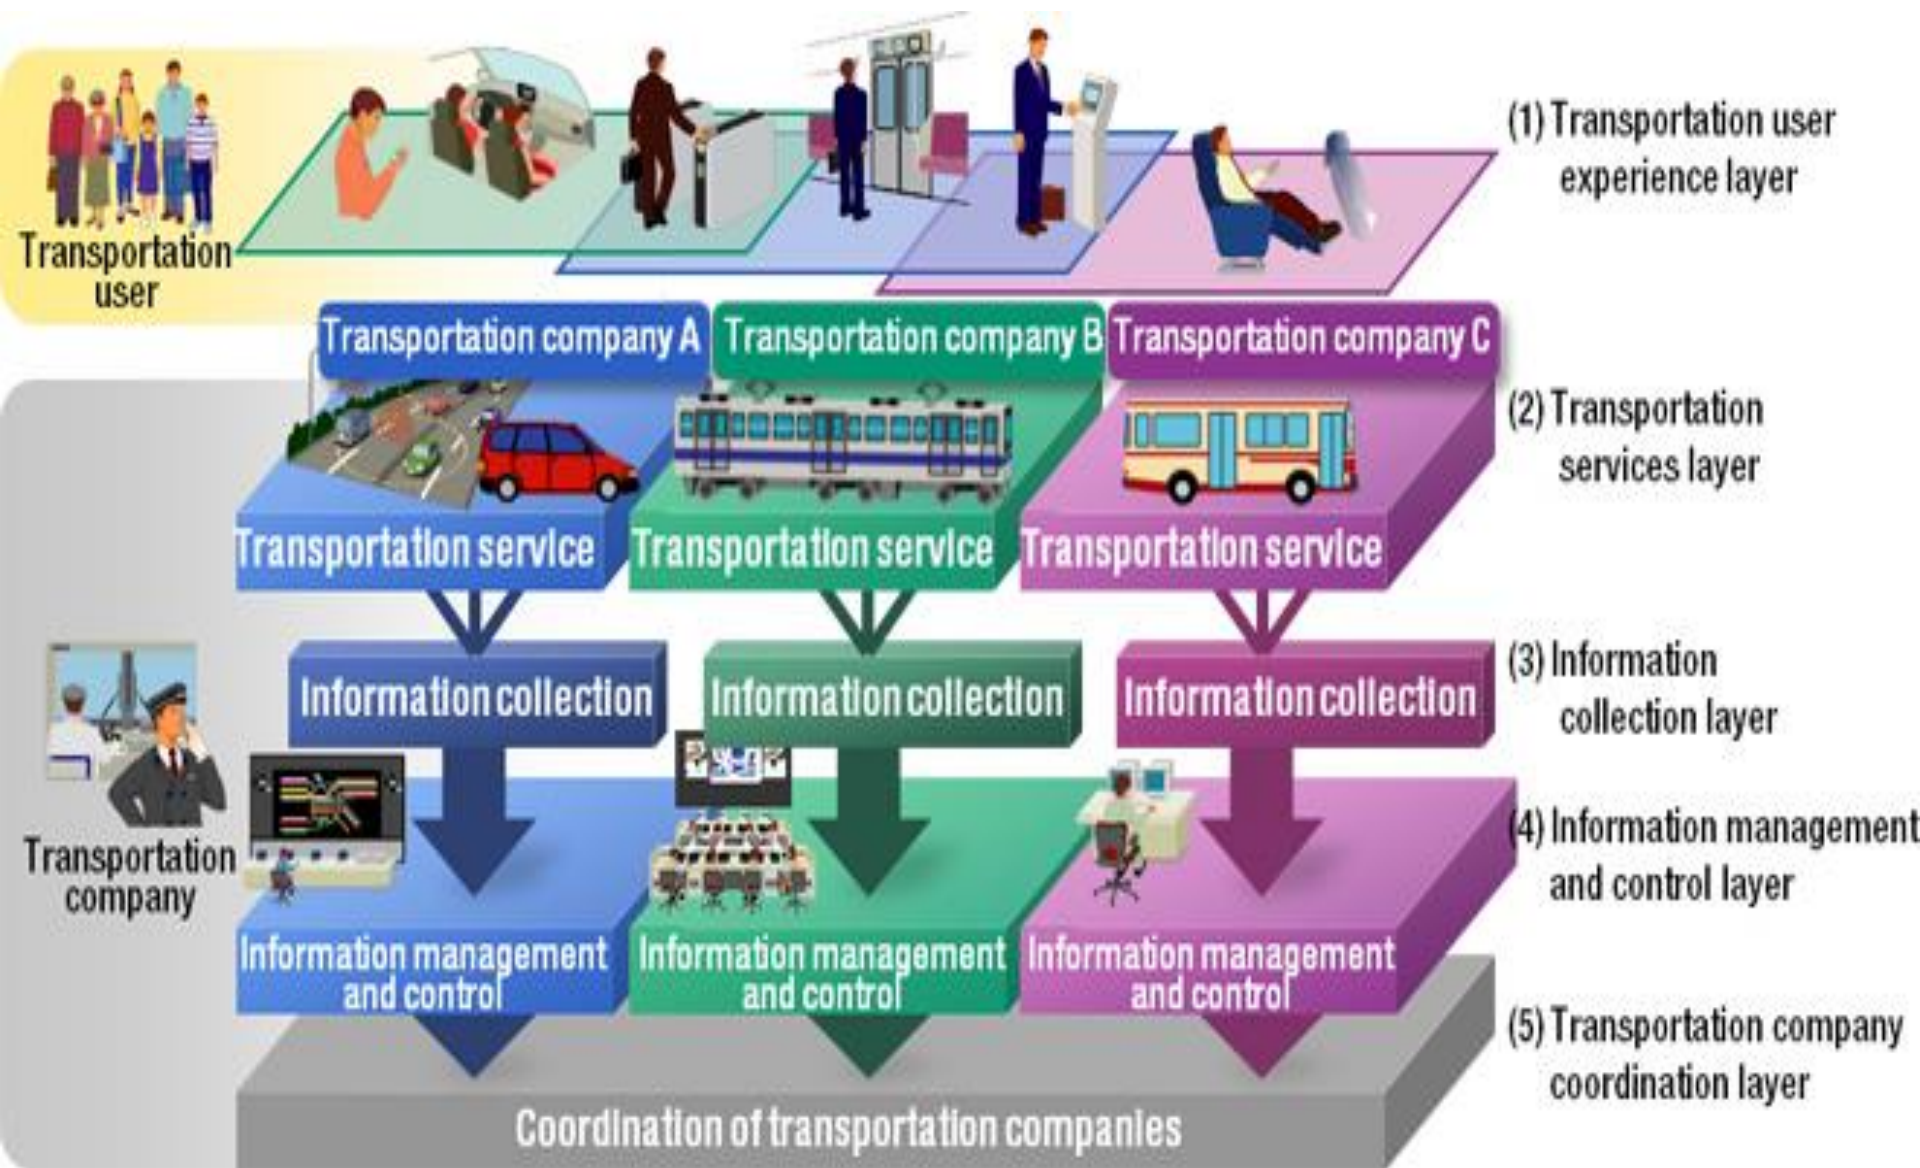 (1) Transportation user
experience layer
Transportation
user
Transportation company A
Transportation company B
Transportation company C
(2) Transportation
services layer
Transportation service
Transportation service
Transportation service
(3) Information
collection layer
Information collection
Information collection
Information collection
(4) Information management
and control layer
Transportation
company
Information management
and control
Information management
and control
Information management
and control
(5) Transportation company
coordination layer
Coordination of transportation companies